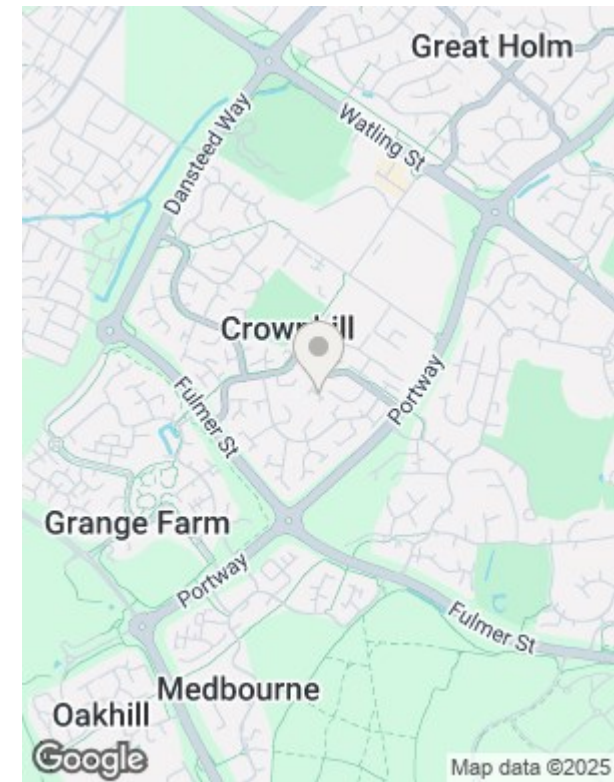 Great Holm
Watling St
Dansteed Way
Crownhill
Portway
Fulmer St
Grange Farm
Portway
Fulmer St
Medbourne
Oakhill
Google
Map data ©2025